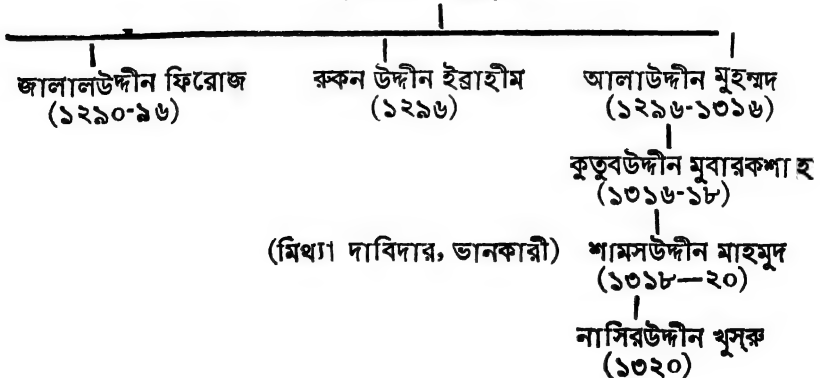 জালালউদ্দীন ফিরোজ রুকন উদ্দীন ইব্রাহীম আলাউদ্দীন মুহম্মদ
(১২৯০-৯৬) (১২৯৬) (১২৯৬-১৩১৬)
কুতুবউদ্দীন মুবারকশাহ
(১৩১৬-১৮)
(মিথ্যা দাবিদার, ভানকারী) শামসউদ্দীন মাহমুদ
(১৩১৮—২০)
নাসিরউদ্দীন খুস্রু
(১৩২০)